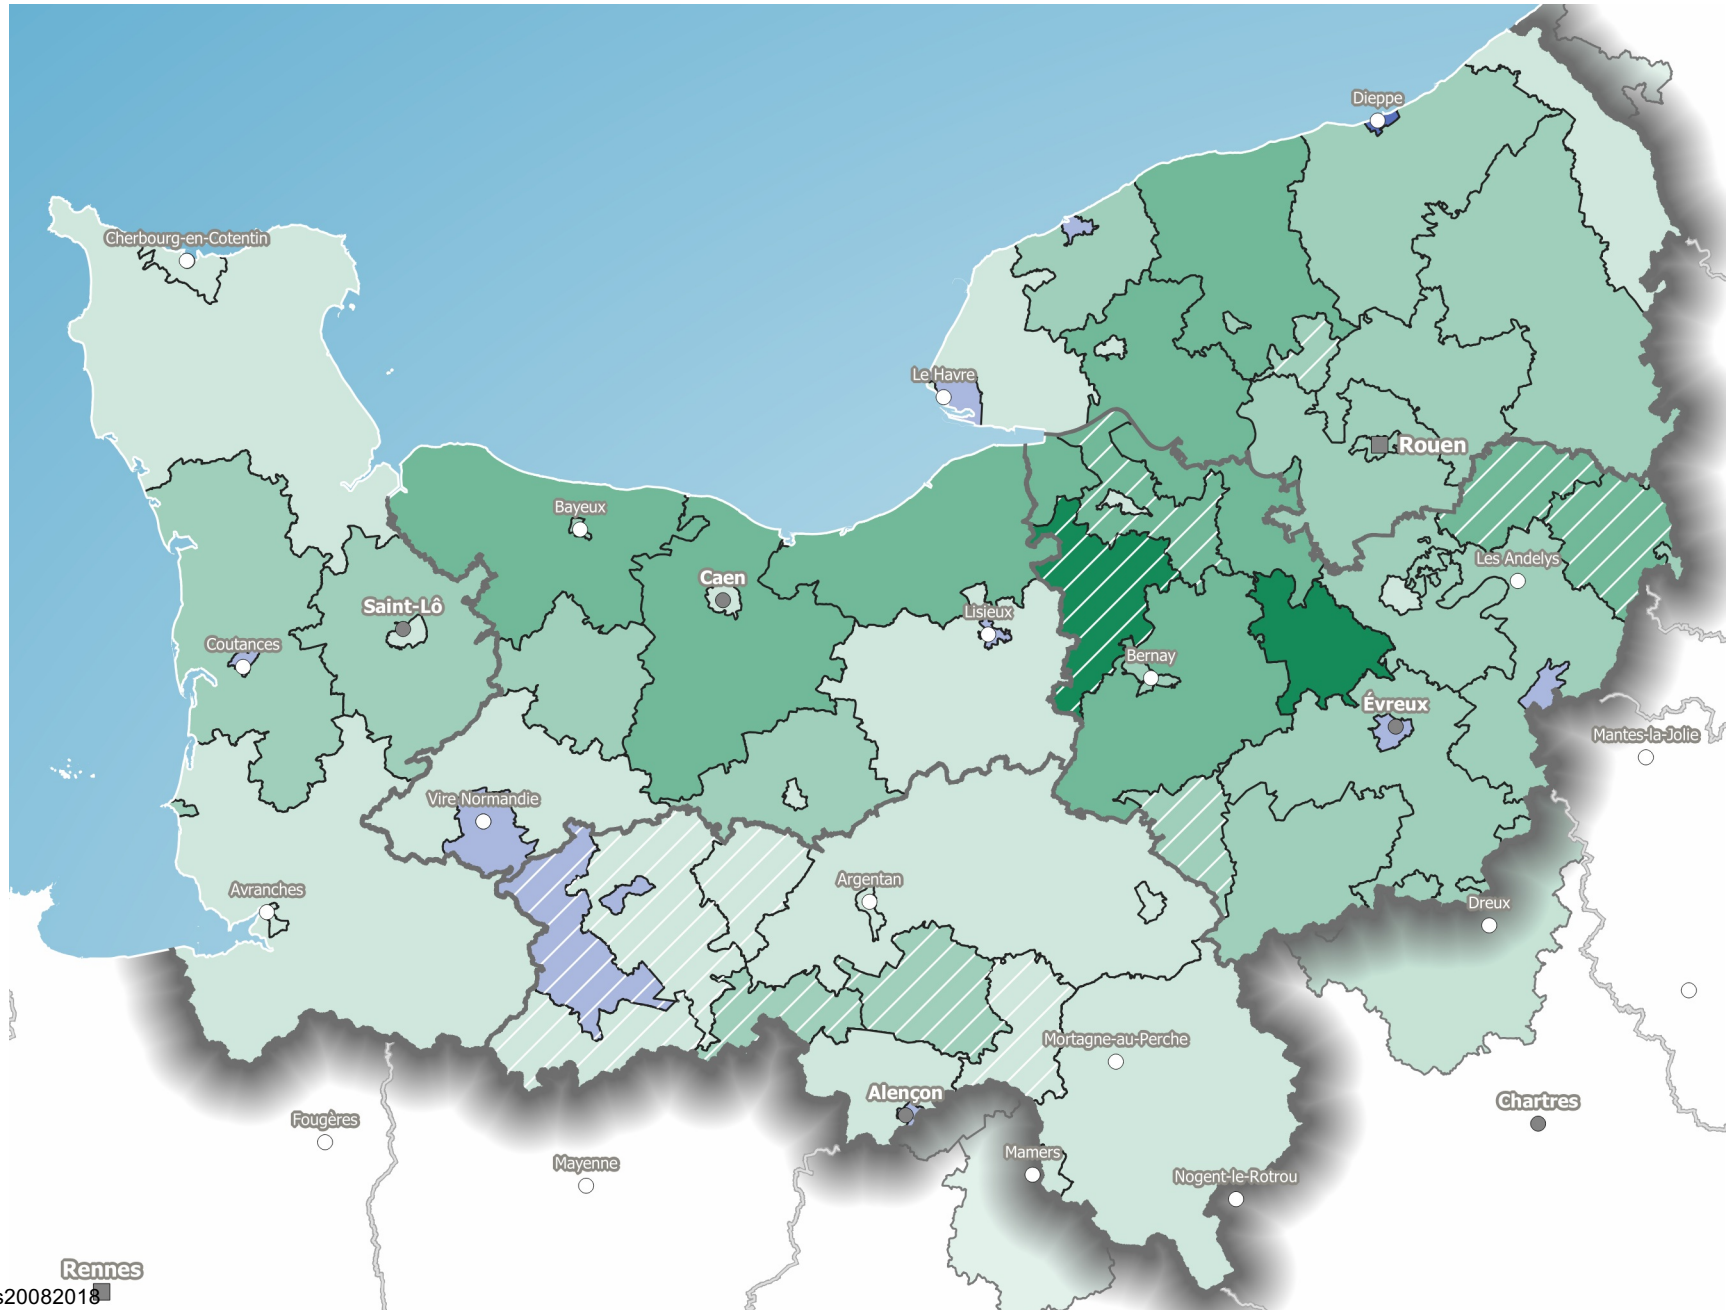 Dieppe
Cherbourg-en-Cotentin
Le Havre
Rouen
Bayeux
Les Andelys
Caen
Saint-Lô
Lisieux
Coutances
Bernay
Évreux
Mantes-la-Jolie
Vire Normandie
Argentan
Avranches
Dreux
Mortagne-au-Perche
Alençon
Chartres
Fougères
Mamers
Mayenne
Nogent-le-Rotrou
Rennes
s20082018